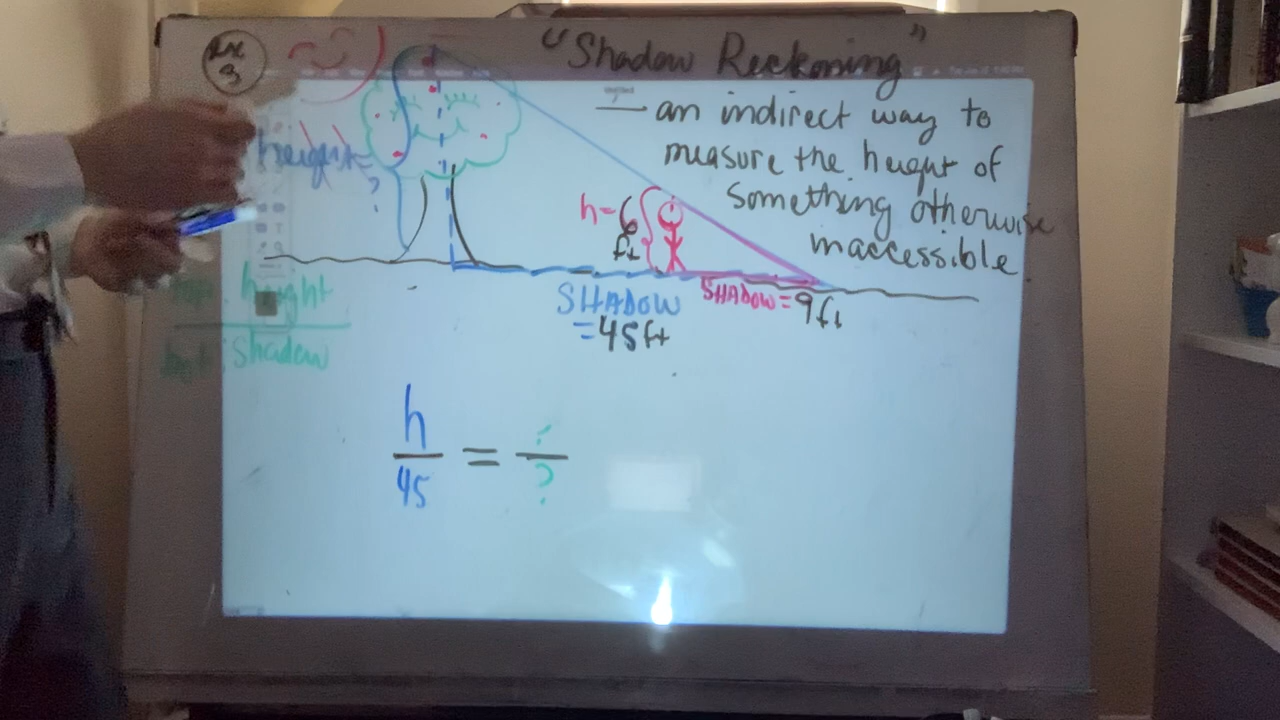 "Shadow Reckoning"
— an indirect way to
measure the height of
something otherwise
inaccessible
height
?
h=6
ft
SHADOW
=45ft
SHADOW=9ft
height
shadow
h/45 = ?/?